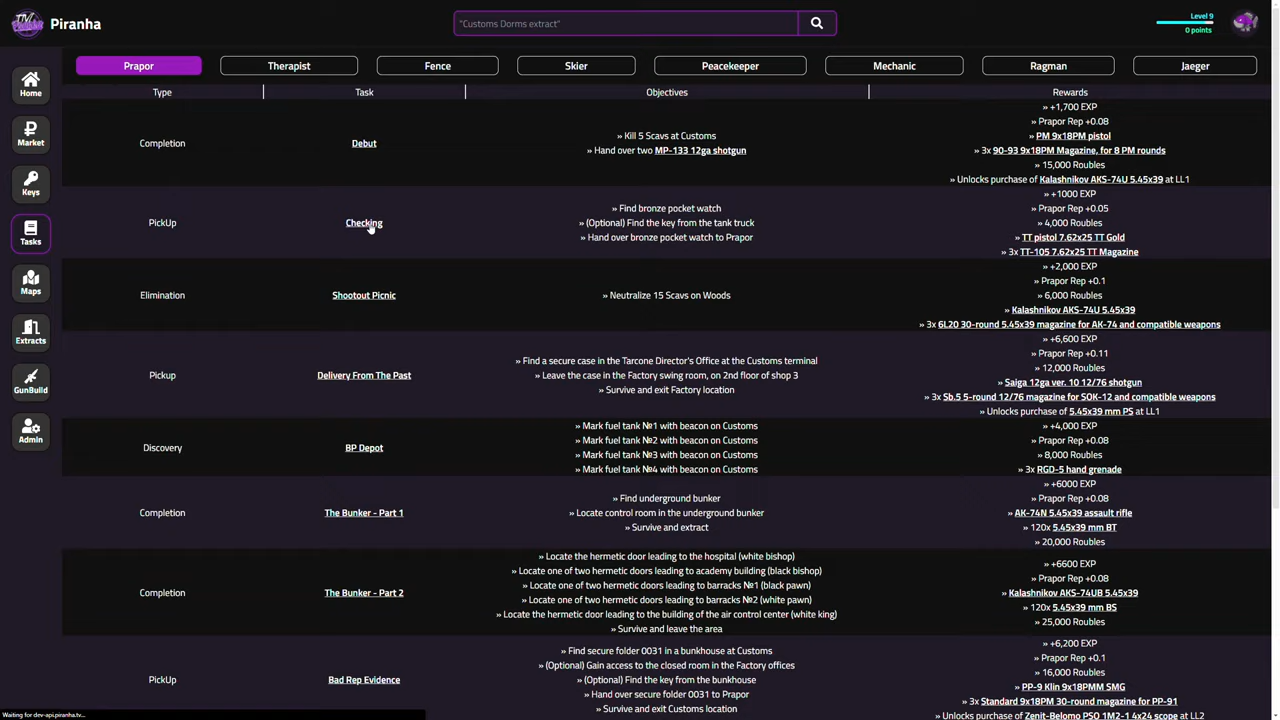 Piranha
"Customs Dorms extract"
Level 9
0 points
Prapor
Therapist
Fence
Skier
Peacekeeper
Mechanic
Ragman
Jaeger
Home
Market
Keys
Tasks
Maps
Extracts
GunBuild
Admin
Type
Task
Objectives
Rewards
Completion
Debut
» Kill 5 Scavs at Customs
» Hand over two MP-133 12ga shotgun
» +1,700 EXP
» Prapor Rep +0.08
» PM 9x18PM pistol
» 3x 90-93 9x18PM Magazine, for 8 PM rounds
» 15,000 Roubles
» Unlocks purchase of Kalashnikov AKS-74U 5.45x39 at LL1
PickUp
Checking
» Find bronze pocket watch
» (Optional) Find the key from the tank truck
» Hand over bronze pocket watch to Prapor
» +1000 EXP
» Prapor Rep +0.05
» 4,000 Roubles
» TT pistol 7.62x25 TT Gold
» 3x TT-105 7.62x25 TT Magazine
Elimination
Shootout Picnic
» Neutralize 15 Scavs on Woods
» +2,000 EXP
» Prapor Rep +0.1
» 6,000 Roubles
» Kalashnikov AKS-74U 5.45x39
» 3x 6L20 30-round 5.45x39 magazine for AK-74 and compatible weapons
Pickup
Delivery From The Past
» Find a secure case in the Tarcone Director's Office at the Customs terminal
» Leave the case in the Factory swing room, on 2nd floor of shop 3
» Survive and exit Factory location
» +6,600 EXP
» Prapor Rep +0.11
» 12,000 Roubles
» Saiga 12ga ver. 10 12/76 shotgun
» 3x Sb.5 5-round 12/76 magazine for SOK-12 and compatible weapons
» Unlocks purchase of 5.45x39 mm PS at LL1
Discovery
BP Depot
» Mark fuel tank №1 with beacon on Customs
» Mark fuel tank №2 with beacon on Customs
» Mark fuel tank №3 with beacon on Customs
» Mark fuel tank №4 with beacon on Customs
» +4,000 EXP
» Prapor Rep +0.08
» 8,000 Roubles
» 3x RGD-5 hand grenade
Completion
The Bunker - Part 1
» Find underground bunker
» Locate control room in the underground bunker
» Survive and extract
» +6000 EXP
» Prapor Rep +0.08
» AK-74N 5.45x39 assault rifle
» 120x 5.45x39 mm BT
» 20,000 Roubles
Completion
The Bunker - Part 2
» Locate the hermetic door leading to the hospital (white bishop)
» Locate one of two hermetic doors leading to academy building (black bishop)
» Locate one of two hermetic doors leading to barracks №1 (black pawn)
» Locate one of two hermetic doors leading to barracks №2 (white pawn)
» Locate the hermetic door leading to the building of the air control center (white king)
» Survive and leave the area
» +6600 EXP
» Prapor Rep +0.08
» Kalashnikov AKS-74UB 5.45x39
» 120x 5.45x39 mm BS
» 25,000 Roubles
PickUp
Bad Rep Evidence
» Find secure folder 0031 in a bunkhouse at Customs
» (Optional) Gain access to the closed room in the Factory offices
» (Optional) Find the key from the bunkhouse
» Hand over secure folder 0031 to Prapor
» Survive and exit Customs location
» +6,200 EXP
» Prapor Rep +0.1
» 16,000 Roubles
» PP-9 Klin 9x18PMM SMG
» 3x Standard 9x18PM 30-round magazine for PP-91
» Unlocks purchase of Zenit-Belomo PSO 1M2-1 4x24 scope at LL2
Waiting for dev-api.piranha.tv...